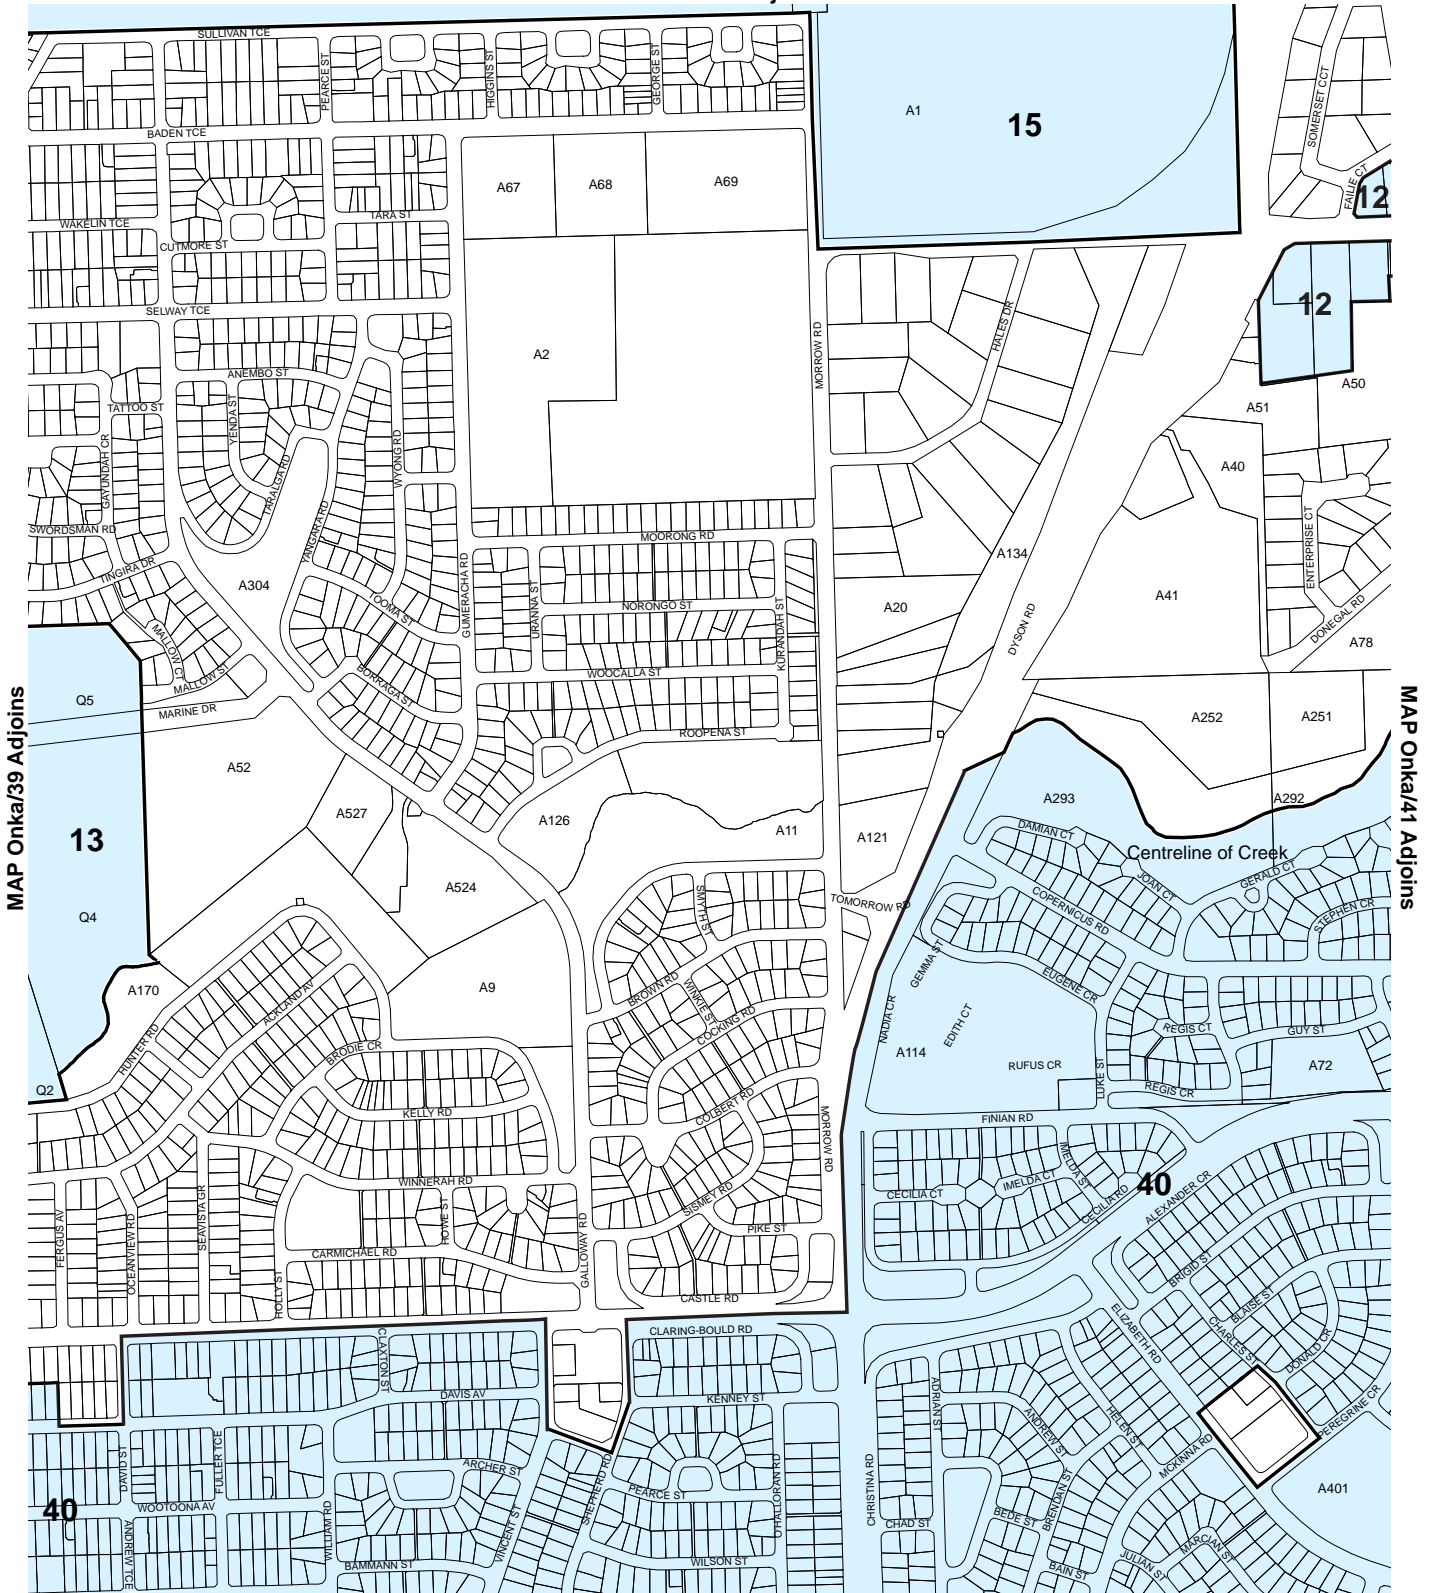 SULLIVAN TCE
PEARCE ST
HIGGINS ST
GEORGE ST
A1
15
SOMERSET CCT
FAILIE CT
12
BADEN TCE
A67
A68
A69
WAKELIN TCE
TARA ST
CUTMORE ST
SELWAY TCE
12
MORROW RD
HALES DR
A2
ANEMBO ST
A50
A51
TATTOO ST
YENDA ST
GAYUNDAH CR
TARALGA RD
WYONG RD
A40
SWORDSMAN RD
YANGARA RD
MOORONG RD
ENTERPRISE CT
A134
TINGIRA DR
A304
GUMERACHA RD
URANNA ST
TOOMA ST
NORONGO ST
KURANDAH ST
A20
A41
DYSON RD
DONEGAL RD
A78
MALLOW CT
MALLOW ST
BORRAGA ST
WOOCALLA ST
MAP Onka/39 Adjoins
MAP Onka/41 Adjoins
Q5
MARINE DR
ROOPENA ST
A252
A251
A52
A293
A292
A527
A126
A11
A121
13
DAMIAN CT
Centreline of Creek
JOAN CT
GERALD CT
A524
SMYTH ST
TOMORROW RD
COPERNICUS RD
STEPHEN CR
Q4
GEMMA ST
A170
A9
BROWN RD
WINKIE ST
EUGENE CR
ACKLAND AV
COCKING RD
NADIA CR
EDITH CT
REGIS CT
GUY ST
HUNTER RD
BRODIE CR
A114
RUFUS CR
LUKE ST
A72
Q2
REGIS CR
COLBERT RD
KELLY RD
FINIAN RD
MORROW RD
WINNERAH RD
IMELDA ST
IMELDA CT
CECILIA CT
40
CECILIA RD
ALEXANDER CR
SEAVISTA GR
FERGUS AV
OCEANVIEW RD
HOWE ST
SISMEY RD
PIKE ST
CARMICHAEL RD
GALLOWAY RD
HOLLY ST
CASTLE RD
BRIGID ST
BLAISE ST
ELIZABETH RD
CHARLES ST
DONALD CR
CLARING-BOULD RD
CLAXTON ST
DAVIS AV
KENNEY ST
ADRIAN ST
ANDREW ST
HELEN ST
PEREGRINE CR
MCKINA RD
DAVID ST
FULLER TCE
ARCHER ST
SHEPHERD RD
PEARCE ST
O'HALLORAN RD
CHRISTINA RD
A401
40
WOOTOONA AV
WILLIAM RD
VINCENT ST
BEDE ST
BRENDAN ST
CHAD ST
ANDREW TCE
BAMMANN ST
WILSON ST
BAIN ST
JULIAN ST
MARCIAN ST